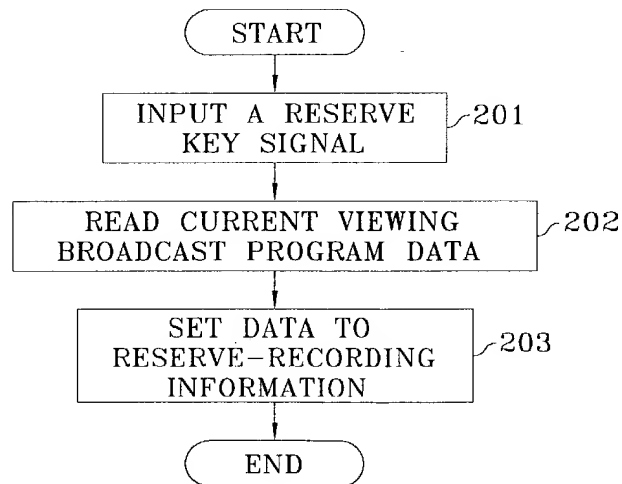 START
INPUT A RESERVE
KEY SIGNAL
201
READ CURRENT VIEWING
BROADCAST PROGRAM DATA
202
SET DATA TO
RESERVE-RECORDING
INFORMATION
203
END